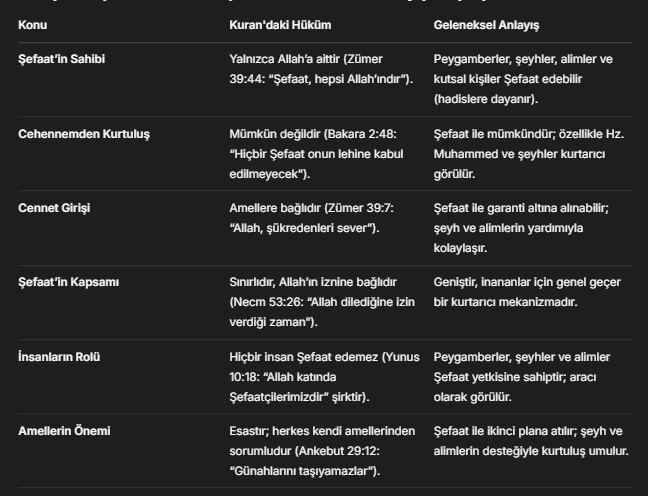 Konu Kuran'daki Hüküm Geleneksel Anlayış
Şefaat'in Sahibi Yalnızca Allah'a aittir (Zümer Peygamberler, şeyhler, alimler ve
39:44: “Şefaat, hepsi Allah'ındır”). kutsal kişiler Şefaat edebilir
(hadislere dayanır).
Cehennemden Kurtuluş Mümkün değildir (Bakara 2:48: Şefaat ile mümkündür; özellikle Hz.
“Hiçbir Şefaat onun lehine kabul Muhammed ve şeyhler kurtarıcı
edilmeyecek”). görülür.
Cennet Girişi Amellere bağlıdır (Zümer 39:7: Şefaat ile garanti altına alınabilir;
“Allah, şükredenleri sever”). şeyh ve alimlerin yardımıyla
kolaylaşır.
Şefaat'in Kapsamı Sınırlıdır, Allah'ın iznine bağlıdır Geniştir, inananlar için genel geçer
(Necm 53:26: “Allah dilediğine izin bir kurtarıcı mekanizmadır.
verdiği zaman”).
İnsanların Rolü Hiçbir insan Şefaat edemez (Yunus Peygamberler, şeyhler ve alimler
10:18: “Allah katında Şefaat yetkisine sahiptir; aracı
Şefaatçilerimizdir” şirktir). olarak görülür.
Amellerin Önemi Esastır; herkes kendi amellerinden Şefaat ile ikinci plana atılır; şeyh ve
sorumludur (Ankebut 29:12: alimlerin desteğiyle kurtuluş umulur.
“Günahlarını taşıyamazlar”).